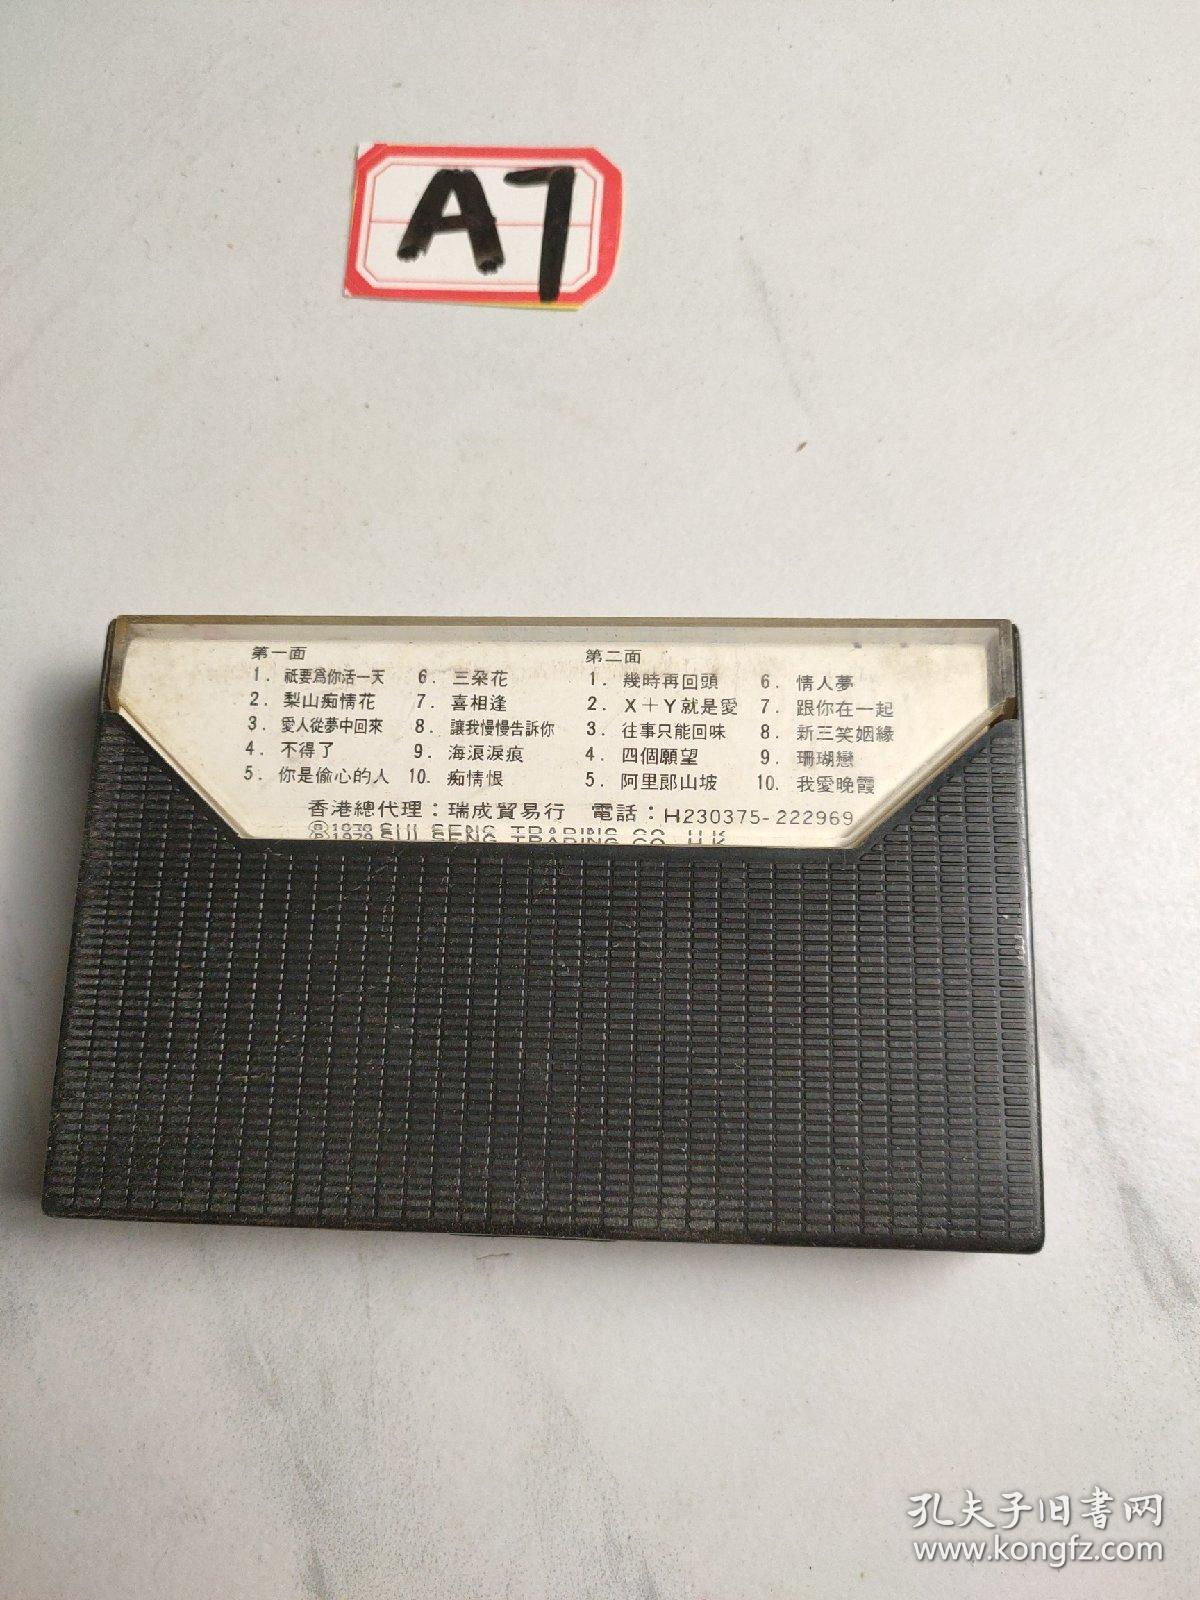 A7
第一面
1. 祇要爲你活一天
2. 梨山痴情花
3. 愛人從夢中回來
4. 不得了
5. 你是偷心的人
6. 三朶花
7. 喜相逢
8. 讓我慢慢告訴你
9. 海浪淚痕
10. 痴情恨
第二面
1. 幾時再回頭
2. X+Y就是愛
3. 往事只能回味
4. 四個願望
5. 阿里郎山坡
6. 情人夢
7. 跟你在一起
8. 新三笑姻緣
9. 珊瑚戀
10. 我愛晚霞
香港總代理:瑞成貿易行 電話:H230375-222969
SENG TRADING CO. H.K.
孔夫子旧書网
www.kongfz.com